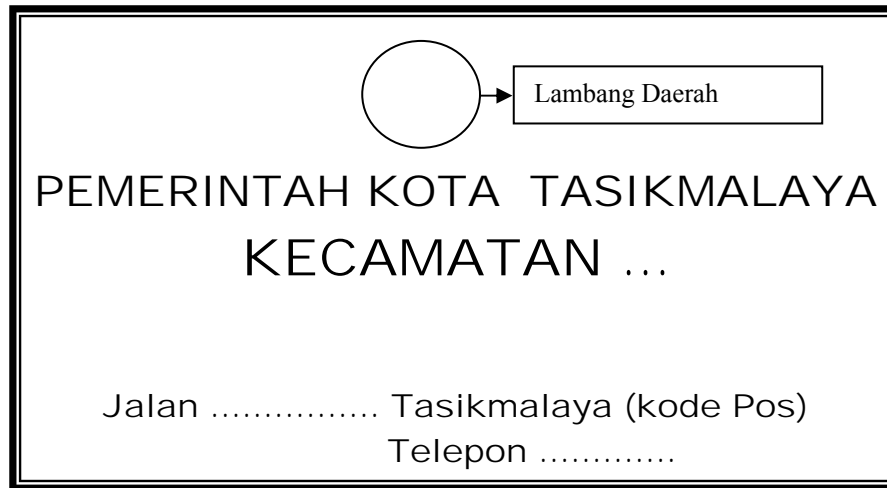 Lambang Daerah
PEMERINTAH KOTA TASIKMALAYA
KECAMATAN ...
Jalan ................ Tasikmalaya (kode Pos)
Telepon .............